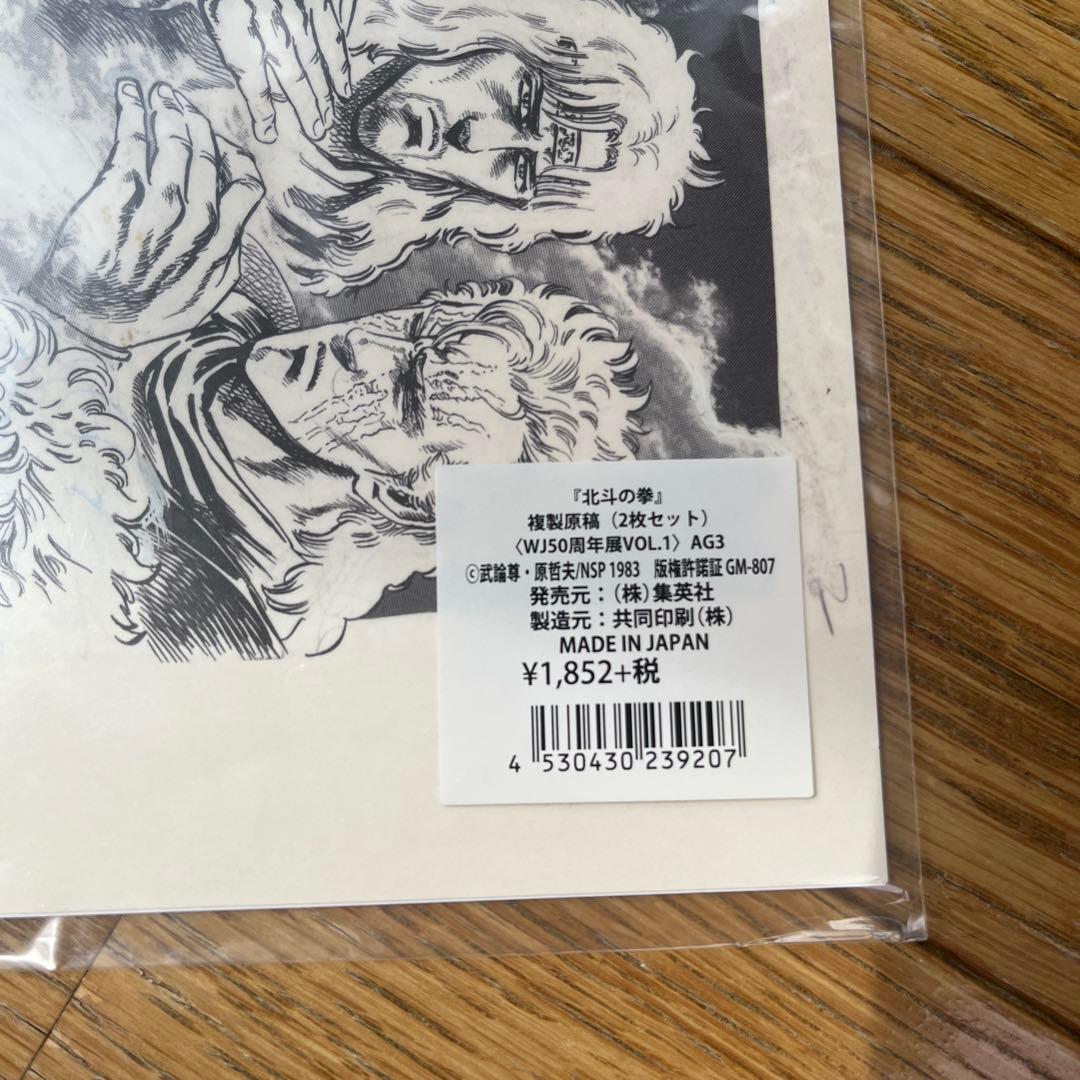 『北斗の拳』
複製原稿（2枚セット）
〈WJ50周年展VOL.1〉AG3
©武論尊・原哲夫/NSP 1983　版権許諾証 GM-807
発売元：（株）集英社
製造元：共同印刷（株）
MADE IN JAPAN
¥1,852+税
4 530430 239207